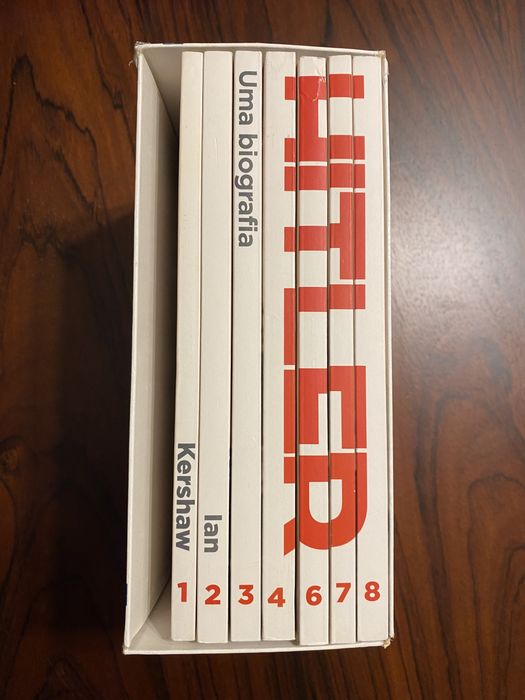 HITLER
Uma biografia
Ian
Kershaw
1 2 3 4 6 7 8